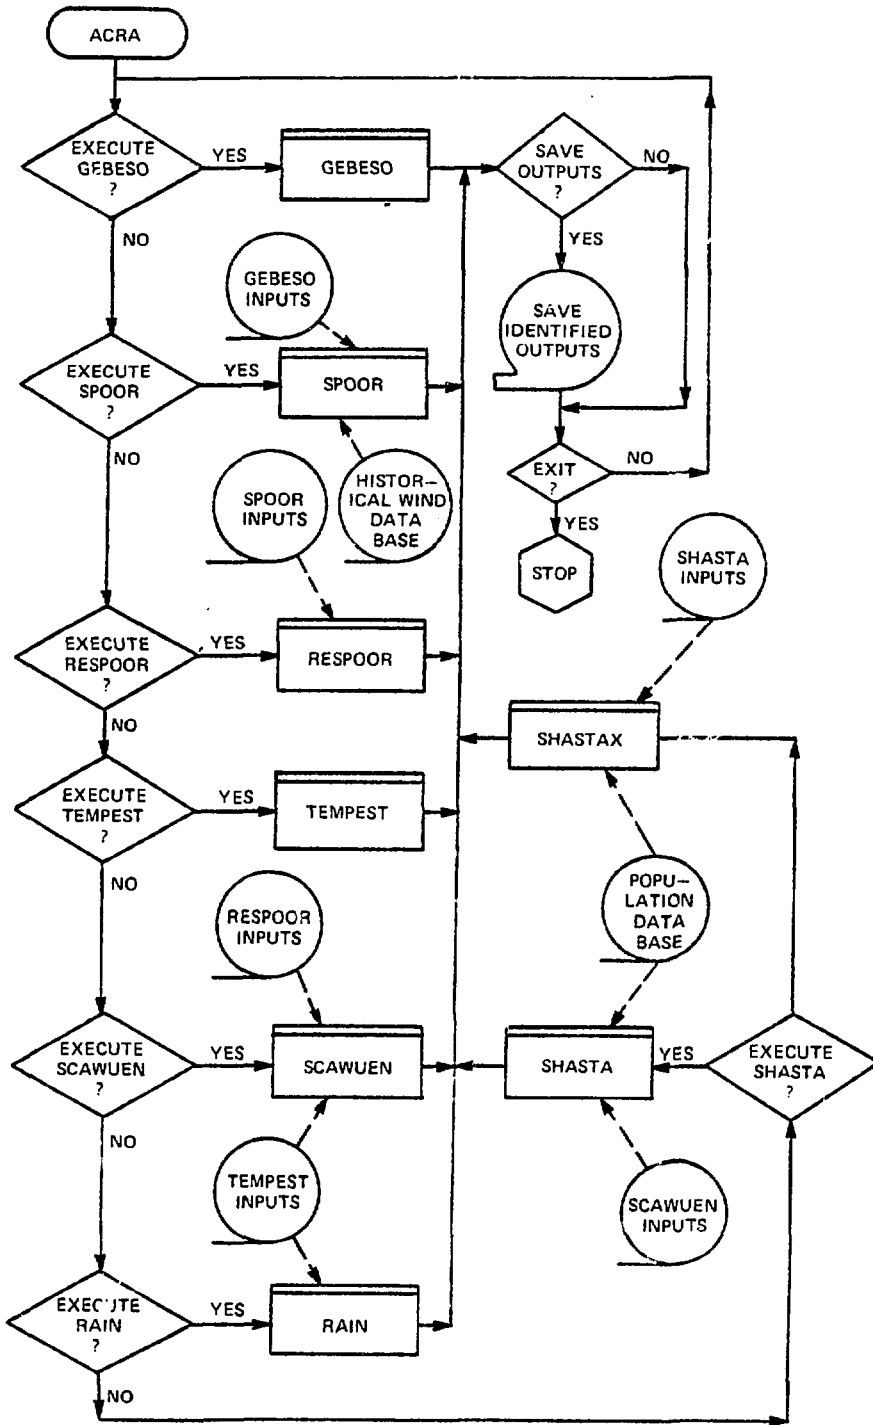 ACRA
EXECUTE
GEBESO
?
YES
GEBESO
SAVE
OUTPUTS
?
NO
NO
YES
GEBESO
INPUTS
SAVE
IDENTIFIED
OUTPUTS
EXECUTE
SPOOR
?
YES
SPOOR
NO
SPOOR
INPUTS
HISTOR-
ICAL WIND
DATA
BASE
EXIT
?
NO
YES
STOP
SHASTA
INPUTS
EXECUTE
RESPOOR
?
YES
RESPOOR
NO
SHASTAX
EXECUTE
TEMPEST
?
YES
TEMPEST
NO
RESPOOR
INPUTS
POPU-
LATION
DATA
BASE
EXECUTE
SCAWUEN
?
YES
SCAWUEN
SHASTA
YES
EXECUTE
SHASTA
?
NO
TEMPEST
INPUTS
SCAWUEN
INPUTS
EXECUTE
RAIN
?
YES
RAIN
NO